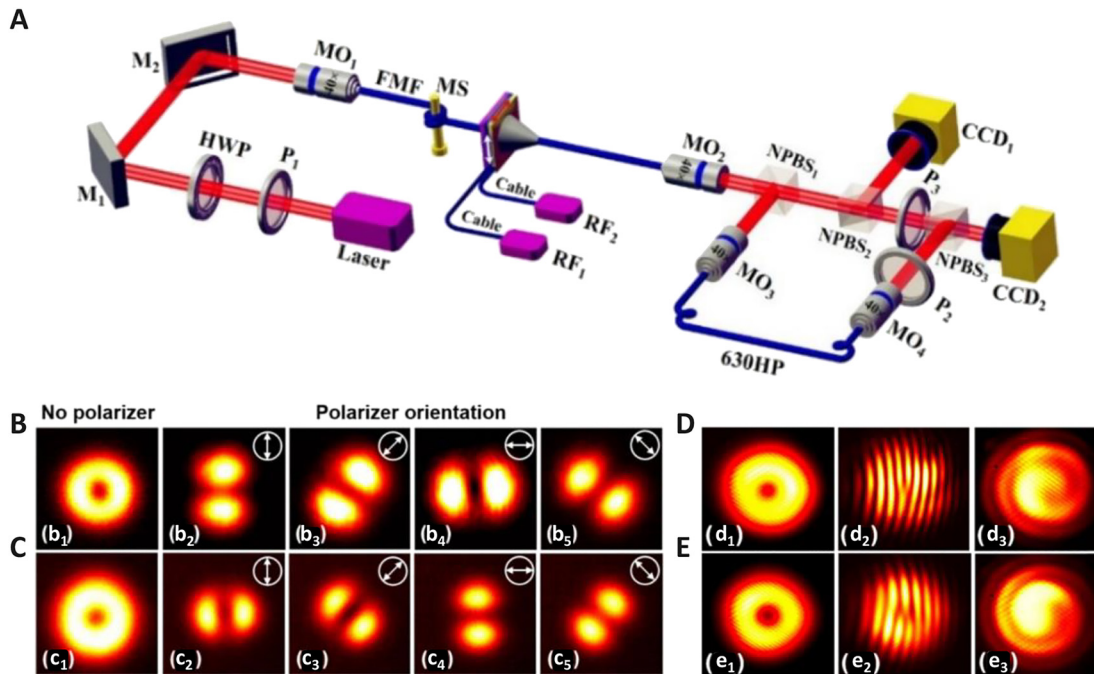 A
M₂
MO₁
40×
FMF
MS
HWP
P₁
M₁
Laser
Cable
RF₂
Cable
RF₁
MO₂
40×
NPBS₁
CCD₁
P₃
NPBS₂
NPBS₃
CCD₂
40×
MO₃
P₂
40×
MO₄
630HP
No polarizer
Polarizer orientation
B
(b₁)
(b₂)
(b₃)
(b₄)
(b₅)
C
(c₁)
(c₂)
(c₃)
(c₄)
(c₅)
D
(d₁)
(d₂)
(d₃)
E
(e₁)
(e₂)
(e₃)